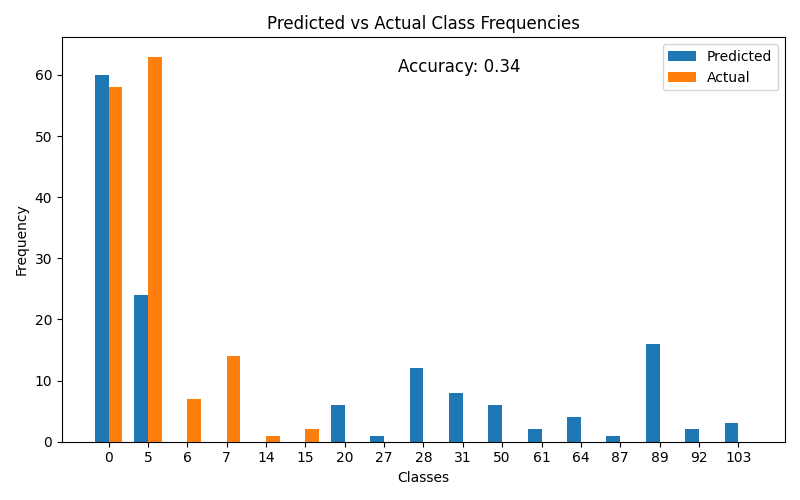 Predicted vs Actual Class Frequencies
Accuracy: 0.34
Predicted
Actual
Frequency
60
50
40
30
20
10
0
0 5 6 7 14 15 20 27 28 31 50 61 64 87 89 92 103
Classes